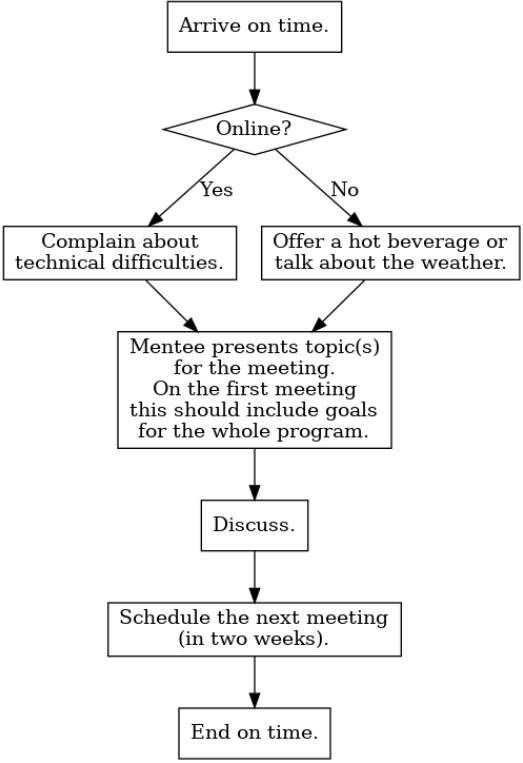 Arrive on time.
Online?
Yes
No
Complain about
technical difficulties.
Offer a hot beverage or
talk about the weather.
Mentee presents topic(s)
for the meeting.
On the first meeting
this should include goals
for the whole program.
Discuss.
Schedule the next meeting
(in two weeks).
End on time.